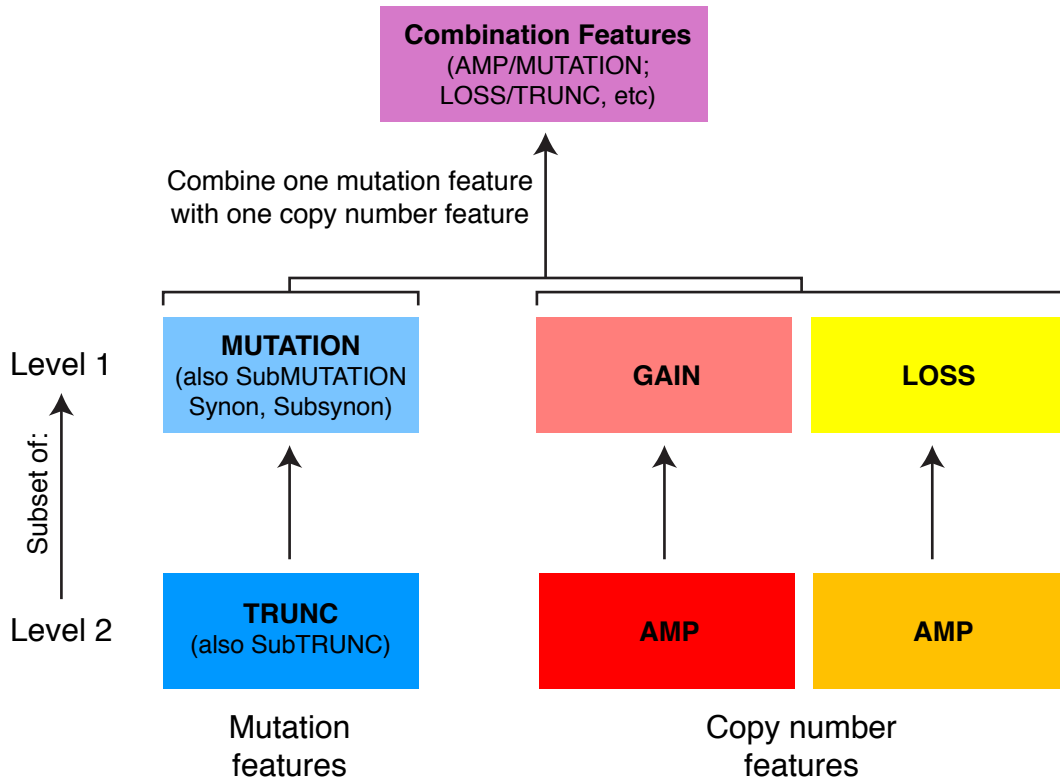 Combination Features
(AMP/MUTATION;
LOSS/TRUNC, etc)
Combine one mutation feature
with one copy number feature
Level 1
MUTATION
(also SubMUTATION
Synon, Subsynon)
GAIN
LOSS
Subset of:
Level 2
TRUNC
(also SubTRUNC)
AMP
AMP
Mutation
features
Copy number
features